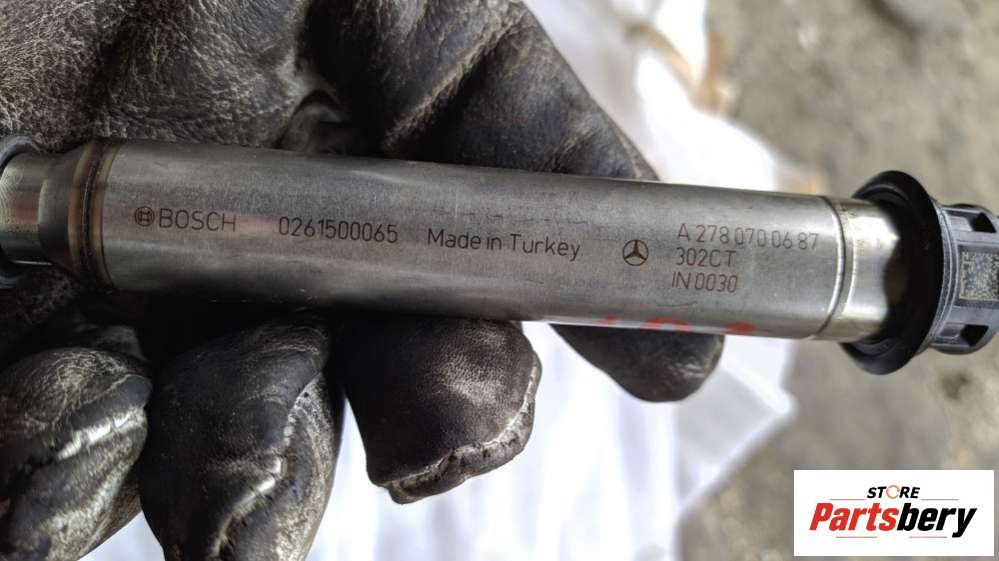 BOSCH 0261500065 Made in Turkey
A 278 070 06 87
302CT
IN 0030
STORE
Partsbery